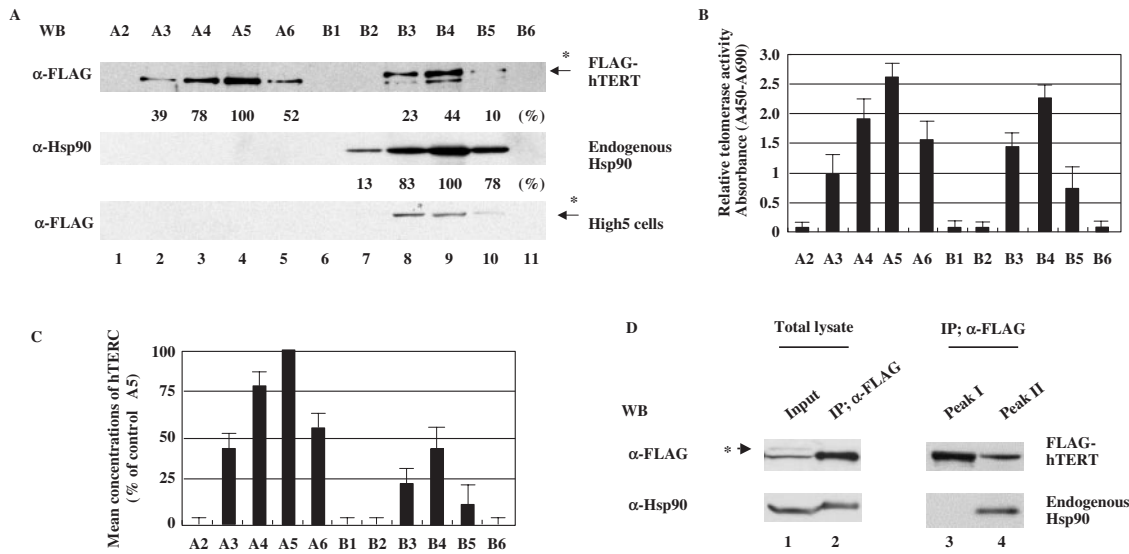 A
WB A2 A3 A4 A5 A6 B1 B2 B3 B4 B5 B6
α-FLAG * FLAG-
hTERT
39 78 100 52 23 44 10 (%)
α-Hsp90 Endogenous
Hsp90
13 83 100 78 (%)
α-FLAG * High5 cells
1 2 3 4 5 6 7 8 9 10 11
B
Relative telomerase activity
Absorbance (A450-A690)
3.0
2.5
2.0
1.5
1
0.5
0
A2 A3 A4 A5 A6 B1 B2 B3 B4 B5 B6
C
Mean concentrations of hTERC
(% of control A5)
100
75
50
25
0
A2 A3 A4 A5 A6 B1 B2 B3 B4 B5 B6
D
Total lysate IP; α-FLAG
WB Input IP; α-FLAG Peak I Peak II
α-FLAG * FLAG-
hTERT
α-Hsp90 Endogenous
Hsp90
1 2 3 4